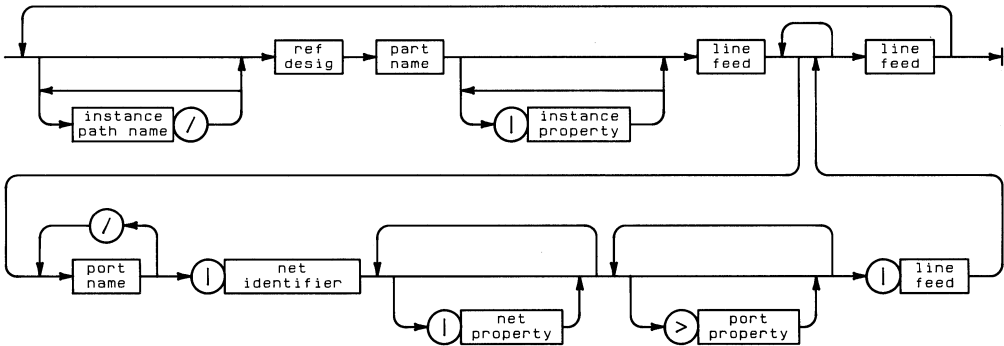 ref
desig
part
name
line
feed
line
feed
instance
path name
/
|
instance
property
/
port
name
|
net
identifier
|
line
feed
|
net
property
>
port
property